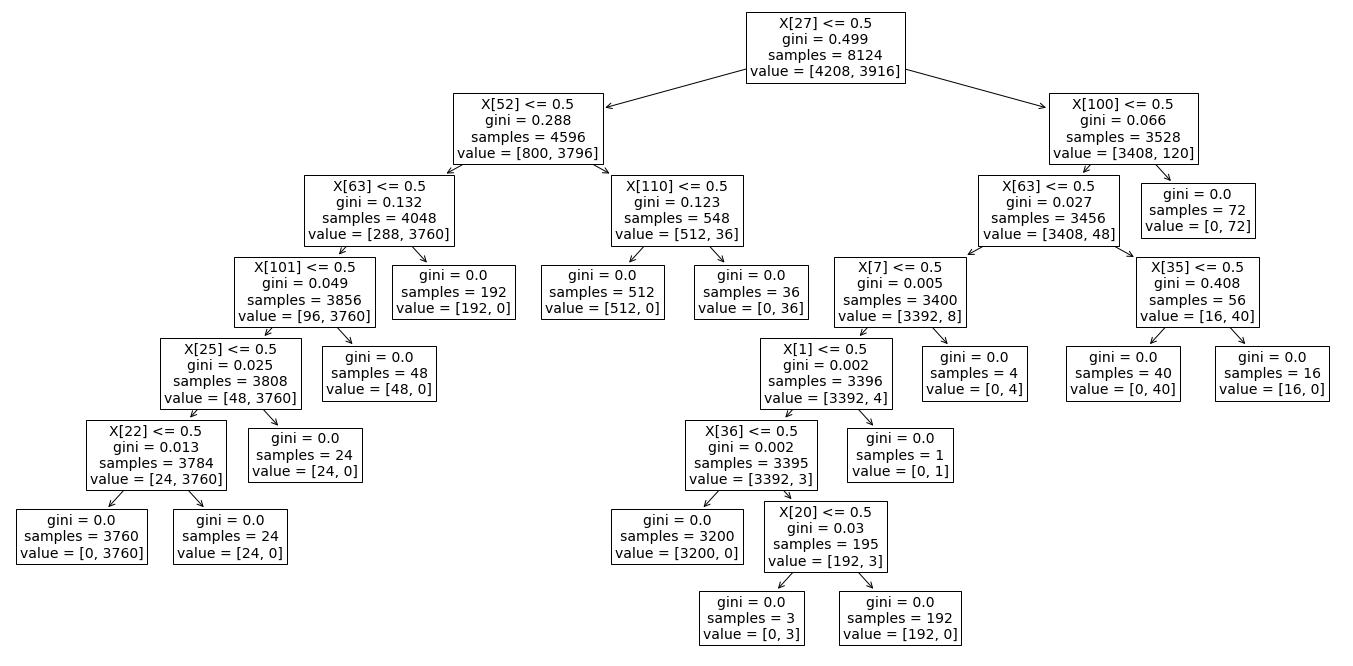 X[27] <= 0.5
gini = 0.499
samples = 8124
value = [4208, 3916]
X[52] <= 0.5
gini = 0.288
samples = 4596
value = [800, 3796]
X[100] <= 0.5
gini = 0.066
samples = 3528
value = [3408, 120]
X[63] <= 0.5
gini = 0.132
samples = 4048
value = [288, 3760]
X[110] <= 0.5
gini = 0.123
samples = 548
value = [512, 36]
X[63] <= 0.5
gini = 0.027
samples = 3456
value = [3408, 48]
gini = 0.0
samples = 72
value = [0, 72]
X[101] <= 0.5
gini = 0.049
samples = 3856
value = [96, 3760]
gini = 0.0
samples = 192
value = [192, 0]
gini = 0.0
samples = 512
value = [512, 0]
gini = 0.0
samples = 36
value = [0, 36]
X[7] <= 0.5
gini = 0.005
samples = 3400
value = [3392, 8]
X[35] <= 0.5
gini = 0.408
samples = 56
value = [16, 40]
X[25] <= 0.5
gini = 0.025
samples = 3808
value = [48, 3760]
gini = 0.0
samples = 48
value = [48, 0]
X[1] <= 0.5
gini = 0.002
samples = 3396
value = [3392, 4]
gini = 0.0
samples = 4
value = [0, 4]
gini = 0.0
samples = 40
value = [0, 40]
gini = 0.0
samples = 16
value = [16, 0]
X[22] <= 0.5
gini = 0.013
samples = 3784
value = [24, 3760]
gini = 0.0
samples = 24
value = [24, 0]
X[36] <= 0.5
gini = 0.002
samples = 3395
value = [3392, 3]
gini = 0.0
samples = 1
value = [0, 1]
gini = 0.0
samples = 3760
value = [0, 3760]
gini = 0.0
samples = 24
value = [24, 0]
gini = 0.0
samples = 3200
value = [3200, 0]
X[20] <= 0.5
gini = 0.03
samples = 195
value = [192, 3]
gini = 0.0
samples = 3
value = [0, 3]
gini = 0.0
samples = 192
value = [192, 0]